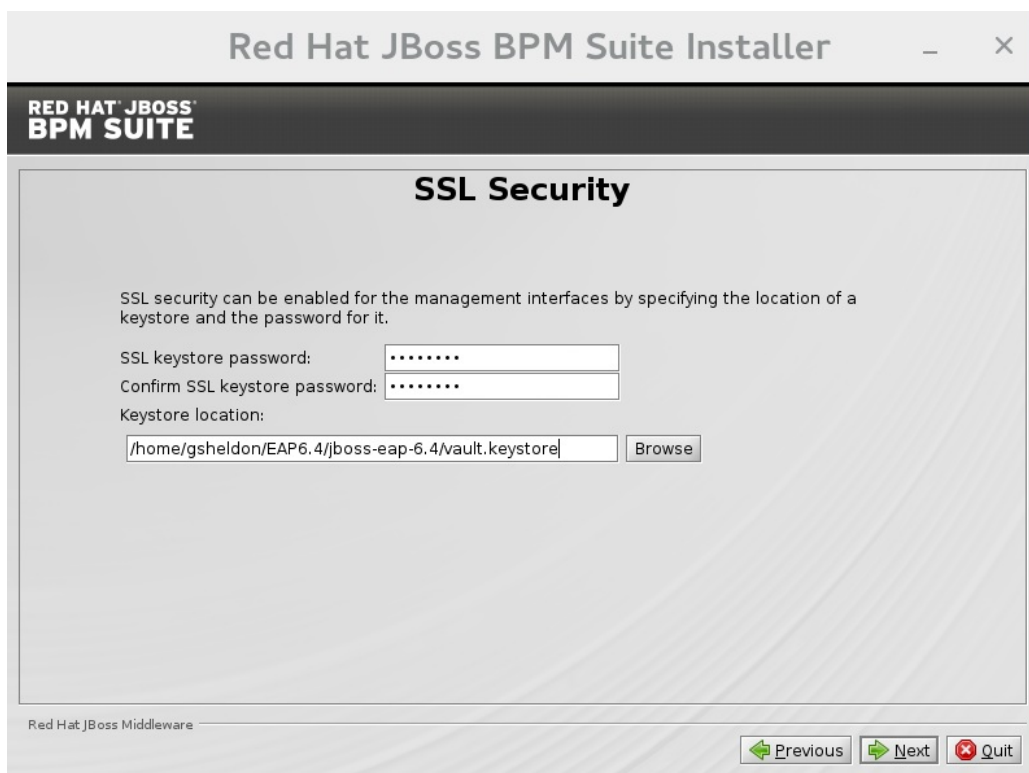 Red Hat JBoss BPM Suite Installer
RED HAT JBOSS
BPM SUITE
SSL Security
SSL security can be enabled for the management interfaces by specifying the location of a
keystore and the password for it.
SSL keystore password: ••••••••
Confirm SSL keystore password: ••••••••
Keystore location:
/home/gsheldon/EAP6.4/jboss-eap-6.4/vault.keystore Browse
Red Hat JBoss Middleware
Previous Next Quit